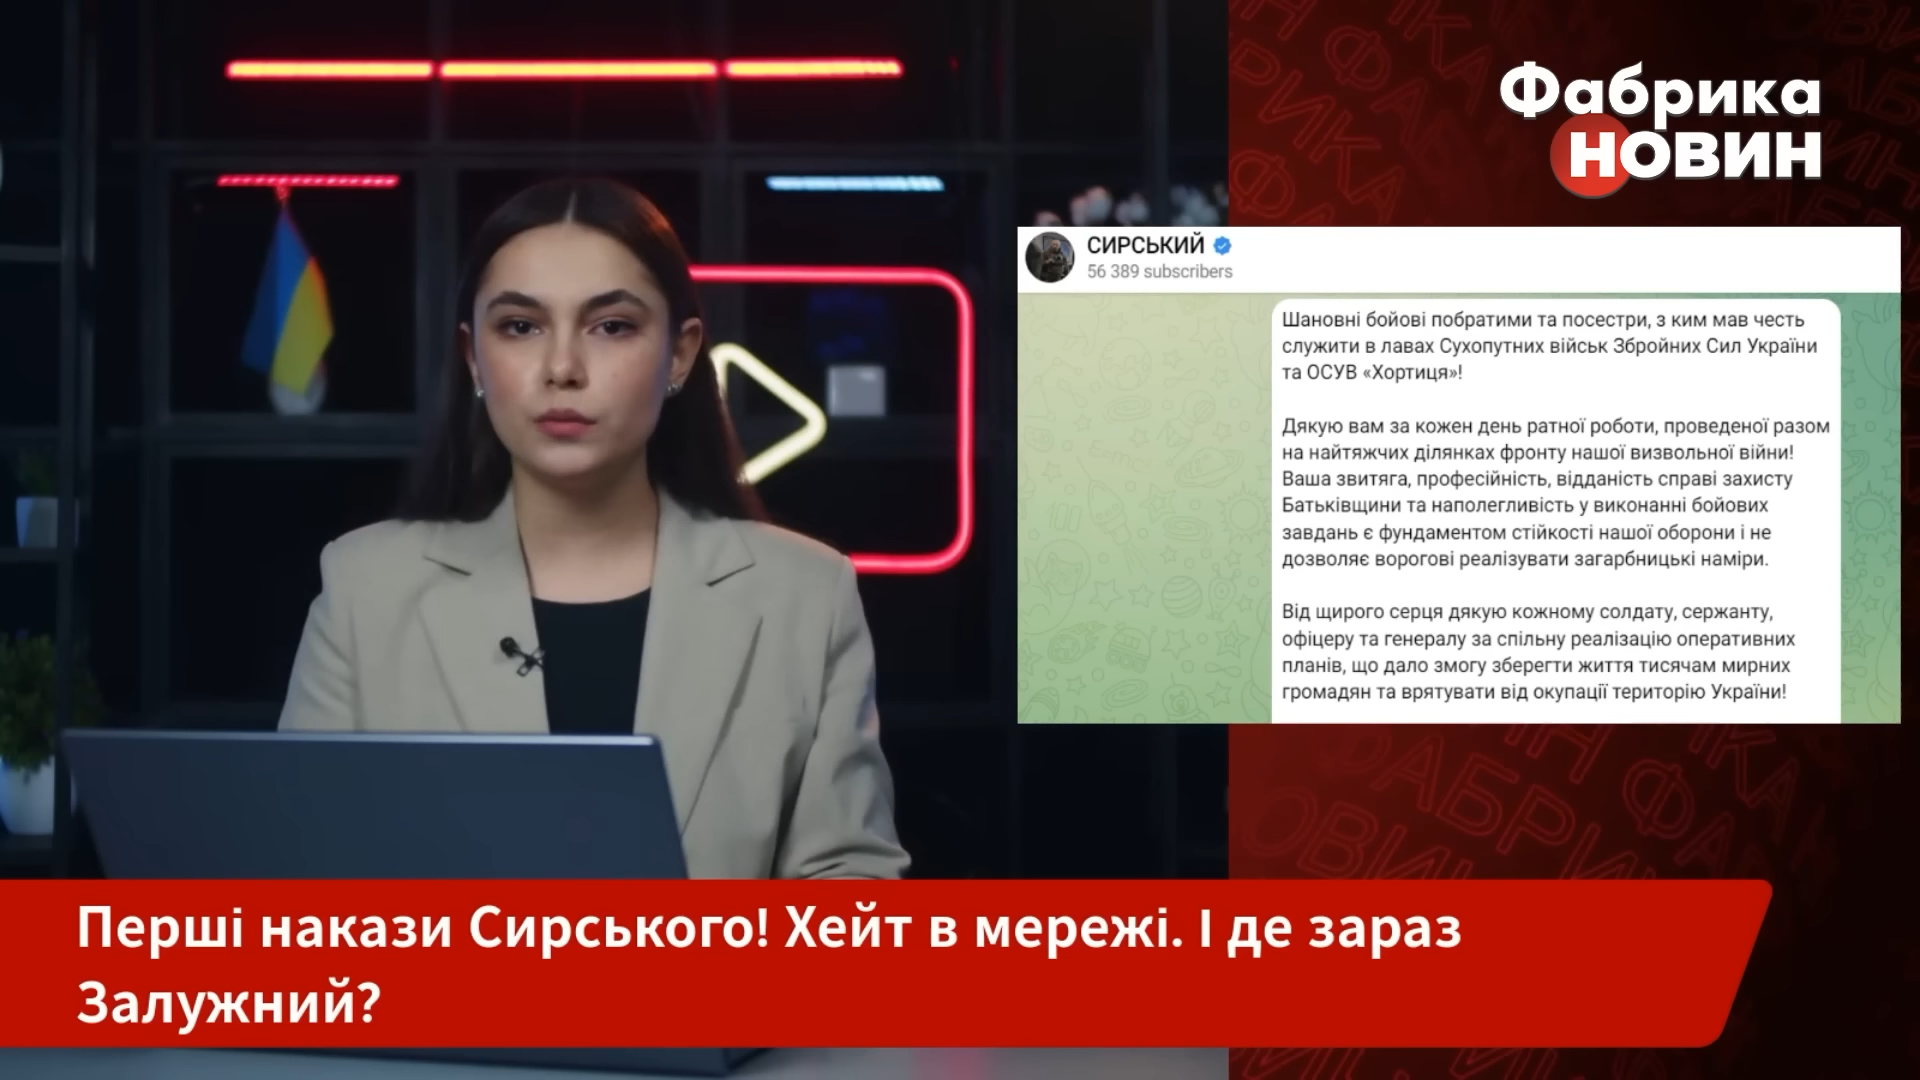 Фабрика
новин
СИРСЬКИЙ
56 389 subscribers
Шановні бойові побратими та посестри, з ким мав честь
служити в лавах Сухопутних військ Збройних Сил України
та ОСУВ «Хортиця»!
Дякую вам за кожен день ратної роботи, проведеної разом
на найтяжчих ділянках фронту нашої визвольної війни!
Ваша звитяга, професійність, відданість справі захисту
Батьківщини та наполегливість у виконанні бойових
завдань є фундаментом стійкості нашої оборони і не
дозволяє ворогові реалізувати загарбницькі наміри.
Від щирого серця дякую кожному солдату, сержанту,
офіцеру та генералу за спільну реалізацію оперативних
планів, що дало змогу зберегти життя тисячам мирних
громадян та врятувати від окупації територію України!
Перші накази Сирського! Хейт в мережі. І де зараз
Залужний?